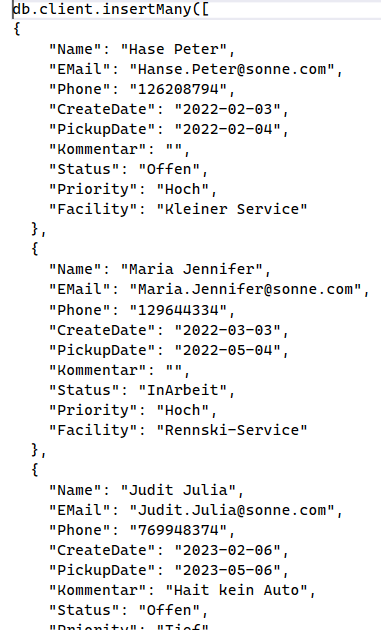 db.client.insertMany([
{
"Name": "Hase Peter",
"EMail": "Hanse.Peter@sonne.com",
"Phone": "126208794",
"CreateDate": "2022-02-03",
"PickupDate": "2022-02-04",
"Kommentar": "",
"Status": "Offen",
"Priority": "Hoch",
"Facility": "Kleiner Service"
},
{
"Name": "Maria Jennifer",
"EMail": "Maria.Jennifer@sonne.com",
"Phone": "129644334",
"CreateDate": "2022-03-03",
"PickupDate": "2022-05-04",
"Kommentar": "",
"Status": "InArbeit",
"Priority": "Hoch",
"Facility": "Rennski-Service"
},
{
"Name": "Judit Julia",
"EMail": "Judit.Julia@sonne.com",
"Phone": "769948374",
"CreateDate": "2023-02-06",
"PickupDate": "2023-05-06",
"Kommentar": "Hait kein Auto",
"Status": "Offen",
"Priority": "Tief"